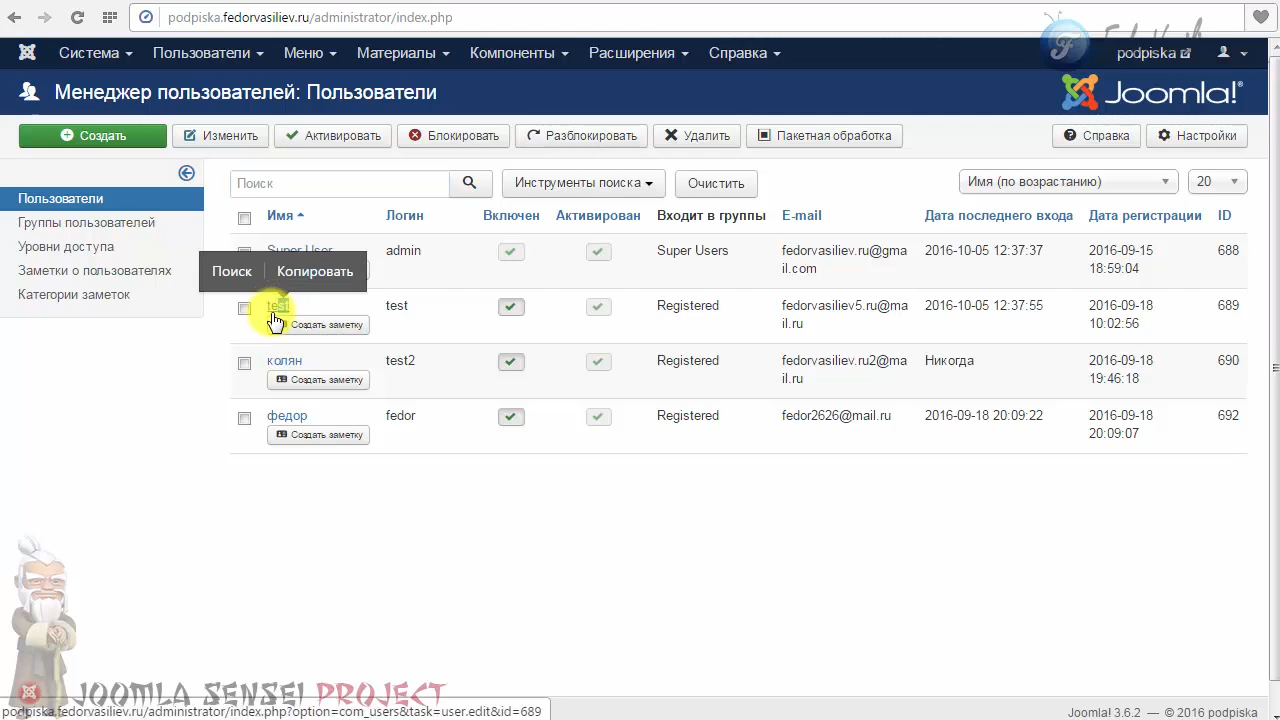 podpiska.fedorvasiliev.ru/administrator/index.php
Система Пользователи Меню Материалы Компоненты Расширения Справка podpiska
Менеджер пользователей: Пользователи
Joomla!®
Создать Изменить Активировать Блокировать Разблокировать Удалить Пакетная обработка Справка Настройки
Поиск Инструменты поиска Очистить Имя (по возрастанию) 20
Пользователи
Группы пользователей
Уровни доступа
Заметки о пользователях
Категории заметок
Имя Логин Включен Активирован Входит в группы E-mail Дата последнего входа Дата регистрации ID
Super User admin Super Users fedorvasiliev.ru@gma 2016-10-05 12:37:37 2016-09-15 688
il.com 18:59:04
Поиск Копировать
test test Registered fedorvasiliev5.ru@ma 2016-10-05 12:37:55 2016-09-18 689
il.ru 10:02:56
Создать заметку
колян test2 Registered fedorvasiliev.ru2@ma Никогда 2016-09-18 690
il.ru 19:46:18
Создать заметку
федор fedor Registered fedor2626@mail.ru 2016-09-18 20:09:22 2016-09-18 692
20:09:07
Создать заметку
JOOMLA SENSEI PROJECT
podpiska.fedorvasiliev.ru/administrator/index.php?option=com_users&task=user.edit&id=689
Joomla! 3.6.2 — © 2016 podpiska